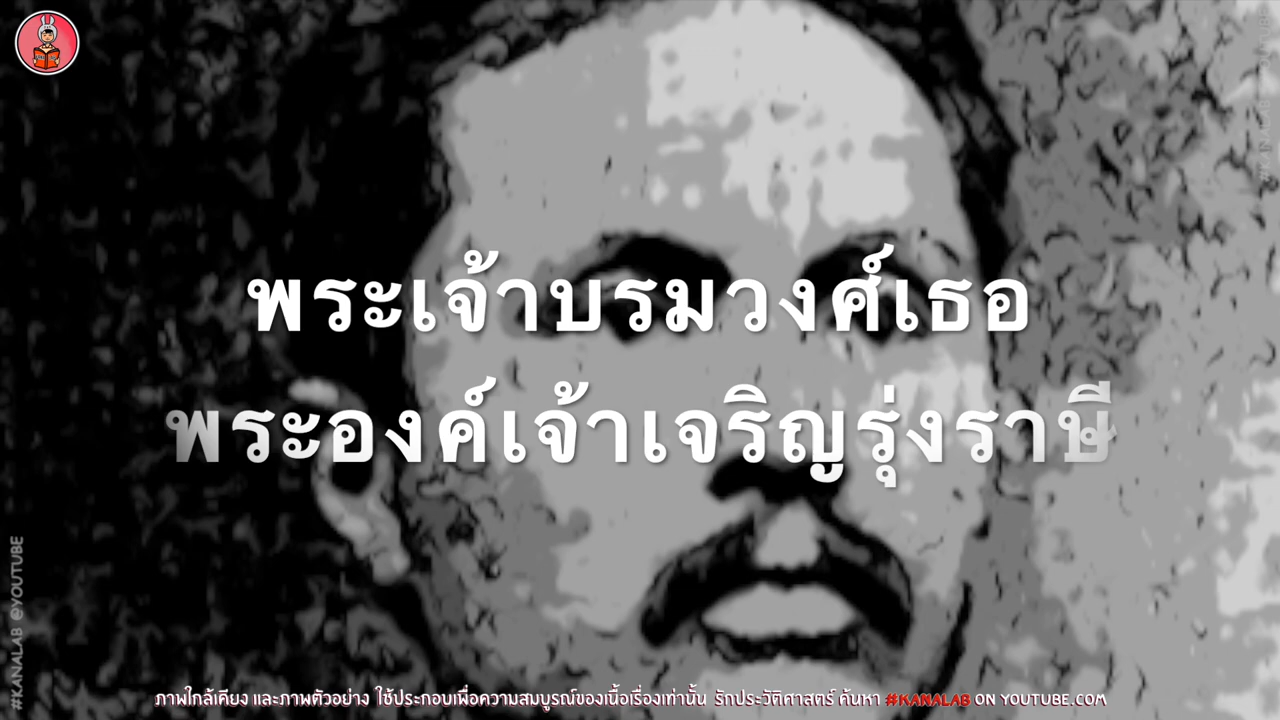 พระเจ้าบรมวงศ์เธอ
พระองค์เจ้าเจริญรุ่งราษี
ภาพใกล้เคียง และภาพตัวอย่าง ใช้ประกอบเพื่อความสมบูรณ์ของเนื้อเรื่องเท่านั้น รักประวัติศาสตร์ ค้นหา #KANALAB ON YOUTUBE.COM
#KANALAB @YOUTUBE
#KANALAB @YOUTUBE